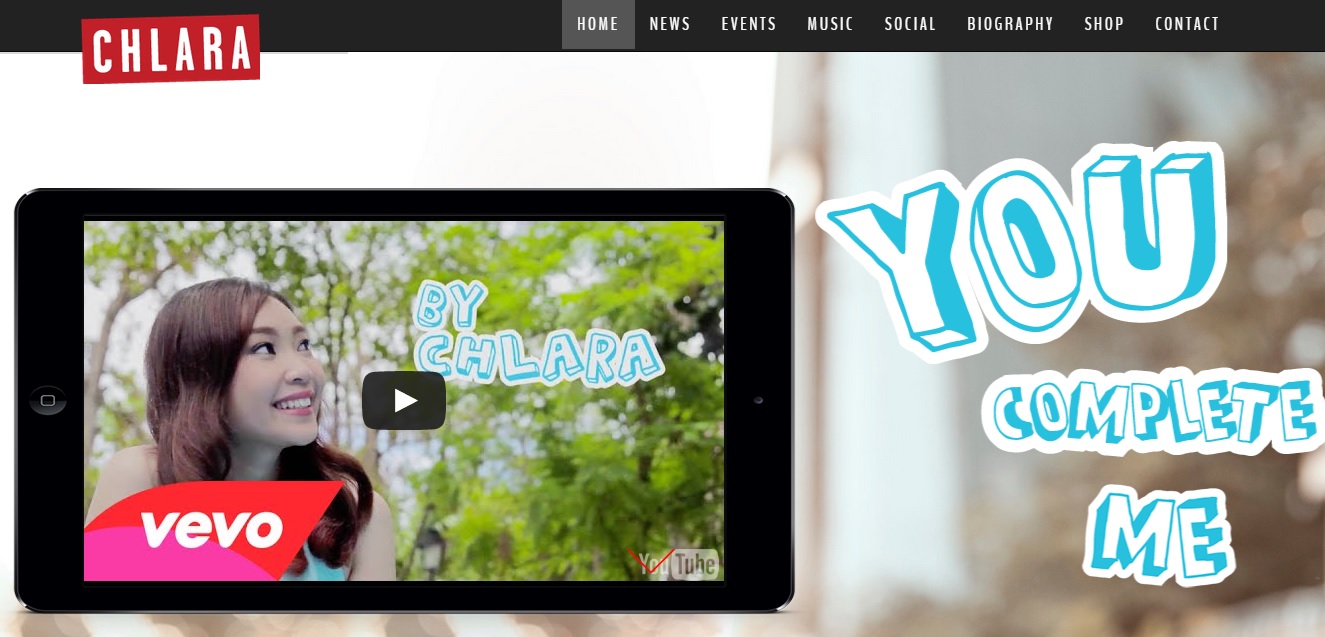 CHLARA
HOME NEWS EVENTS MUSIC SOCIAL BIOGRAPHY SHOP CONTACT
BY
CHLARA
vevo
YouTube
YOU
COMPLETE
ME